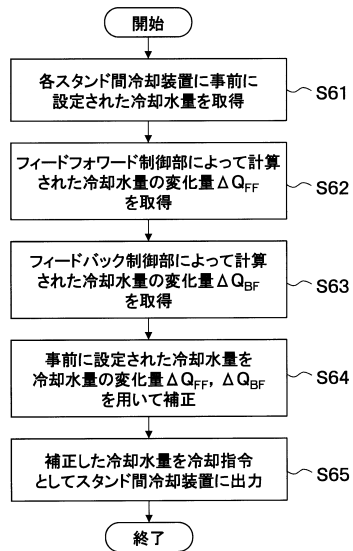 開始
各スタンド間冷却装置に事前に
設定された冷却水量を取得
S61
フィードフォワード制御部によって計算
された冷却水量の変化量ΔQFF
を取得
S62
フィードバック制御部によって計算
された冷却水量の変化量ΔQBF
を取得
S63
事前に設定された冷却水量を
冷却水量の変化量ΔQFF, ΔQBF
を用いて補正
S64
補正した冷却水量を冷却指令
としてスタンド間冷却装置に出力
S65
終了